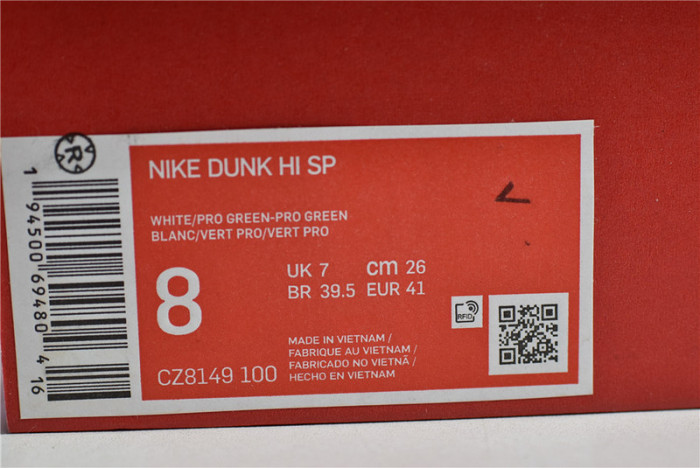 NIKE DUNK HI SP
WHITE/PRO GREEN-PRO GREEN
BLANC/VERT PRO/VERT PRO
8
UK 7 cm 26
BR 39.5 EUR 41
CZ8149 100
MADE IN VIETNAM /
FABRIQUE AU VIETNAM /
FABRICADO NO VIETNÃ /
HECHO EN VIETNAM
RFID
R
1 94500 69480 4 16